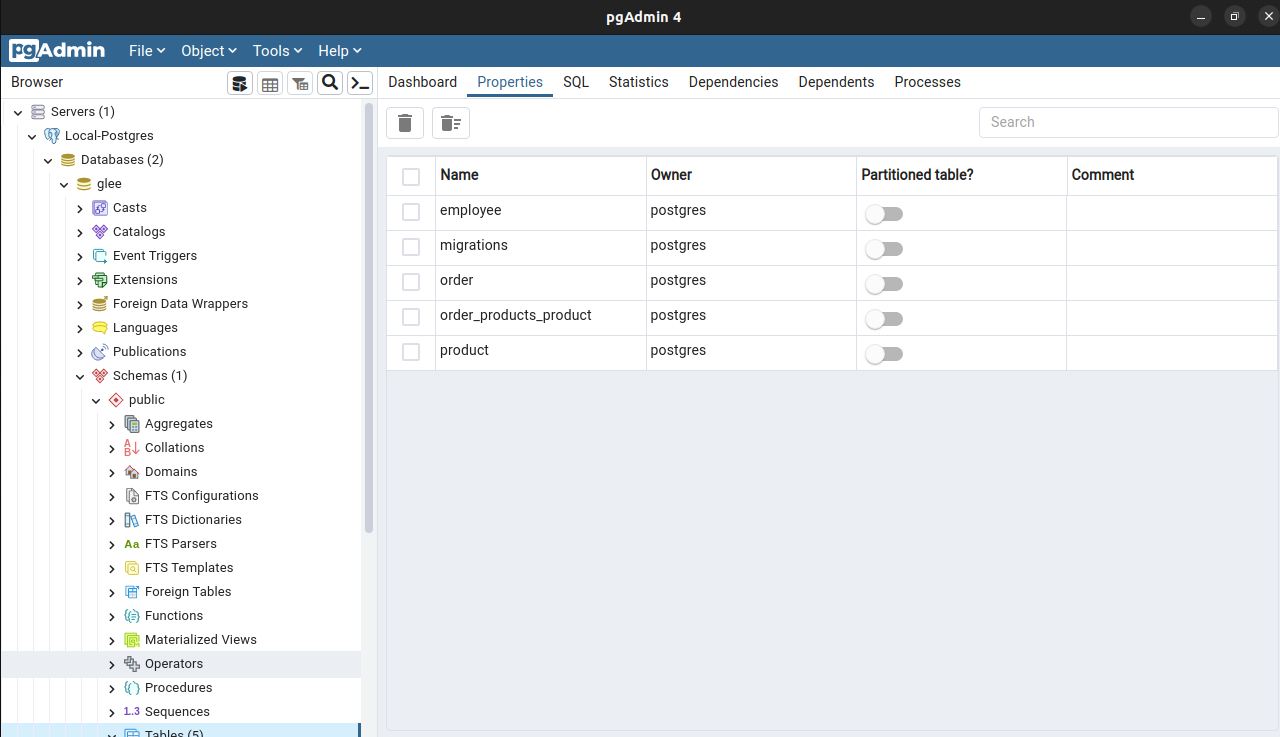 pgAdmin 4
pgAdmin File Object Tools Help
Browser
Dashboard Properties SQL Statistics Dependencies Dependents Processes
Servers (1)
Local-Postgres
Databases (2)
glee
Casts
Catalogs
Event Triggers
Extensions
Foreign Data Wrappers
Languages
Publications
Schemas (1)
public
Aggregates
Collations
Domains
FTS Configurations
FTS Dictionaries
Aa FTS Parsers
FTS Templates
Foreign Tables
Functions
Materialized Views
Operators
Procedures
1..3 Sequences
Tables (5)
Search
Name Owner Partitioned table? Comment
employee postgres
migrations postgres
order postgres
order_products_product postgres
product postgres